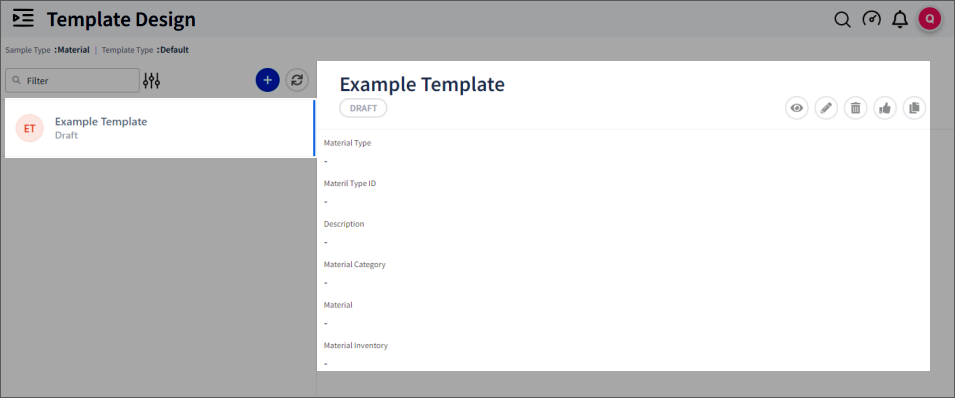 Template Design
Q
Sample Type :Material | Template Type :Default
Filter
Example Template
DRAFT
ET
Example Template
Draft
Material Type
-
Materil Type ID
-
Description
-
Material Category
-
Material
-
Material Inventory
-